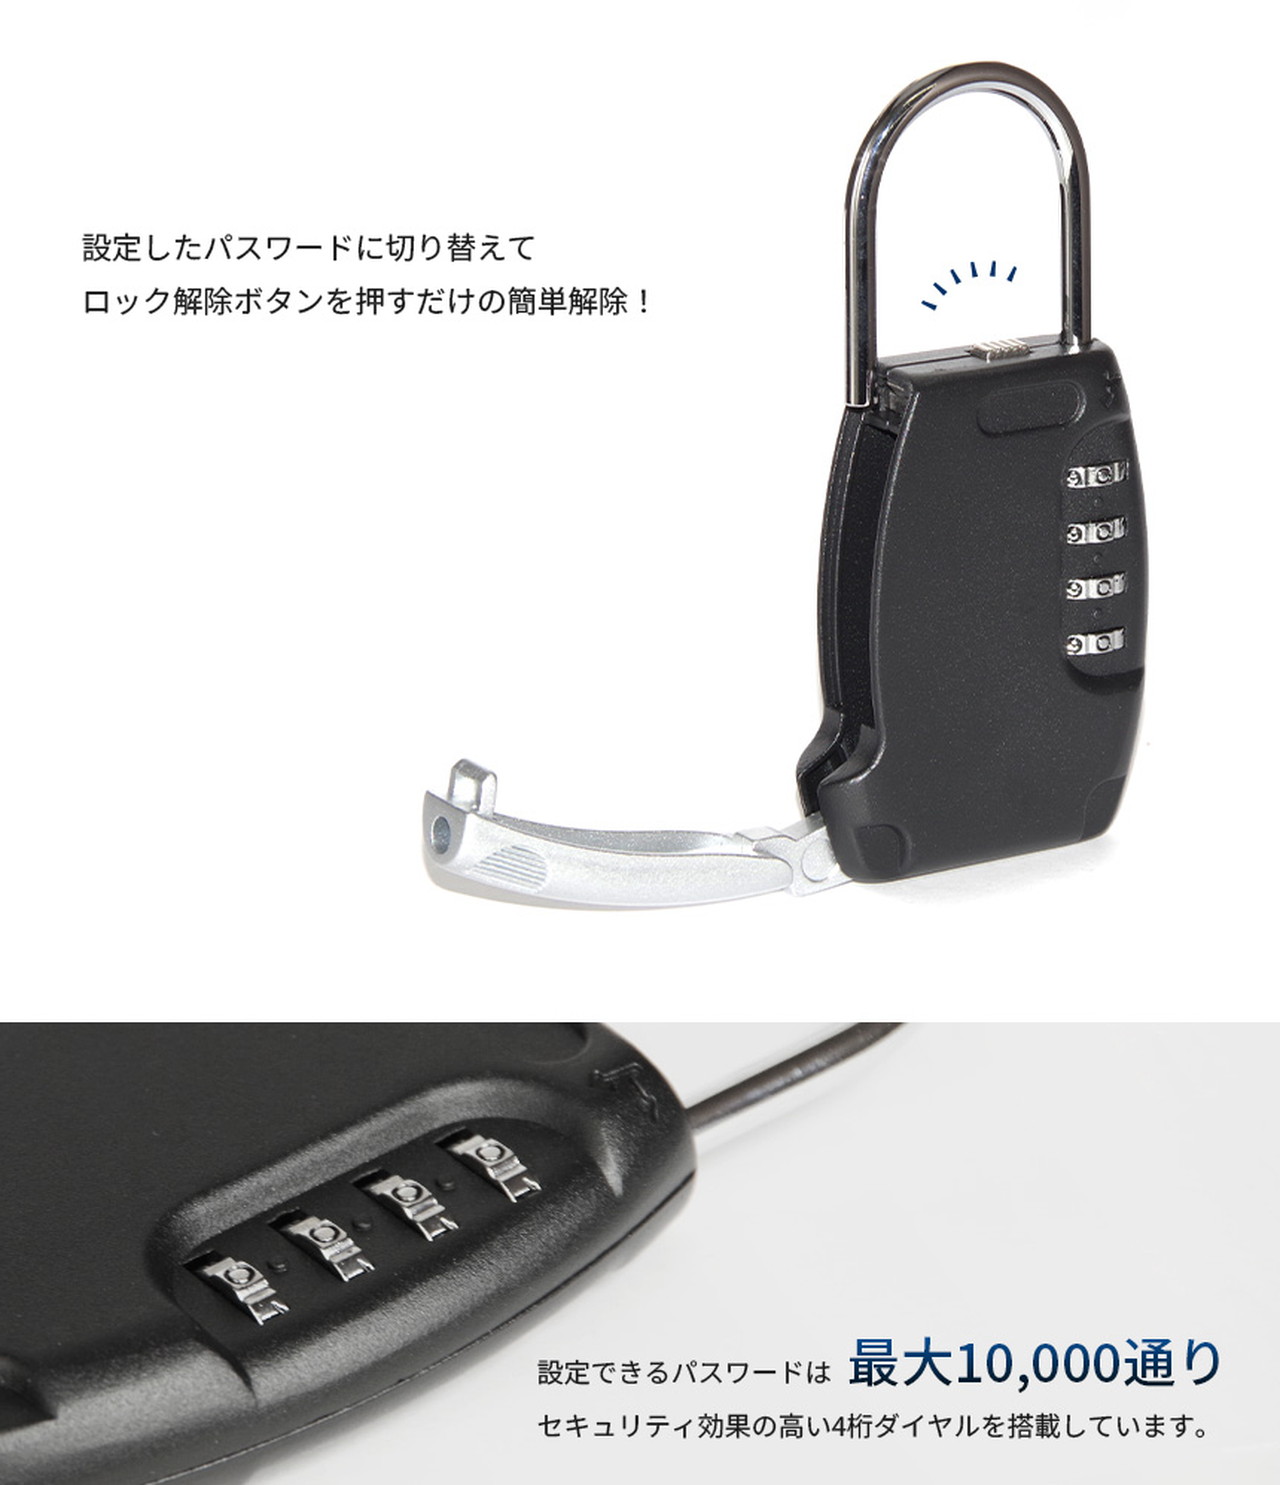 設定したパスワードに切り替えて
ロック解除ボタンを押すだけの簡単解除！
設定できるパスワードは 最大10,000通り
セキュリティ効果の高い4桁ダイヤルを搭載しています。